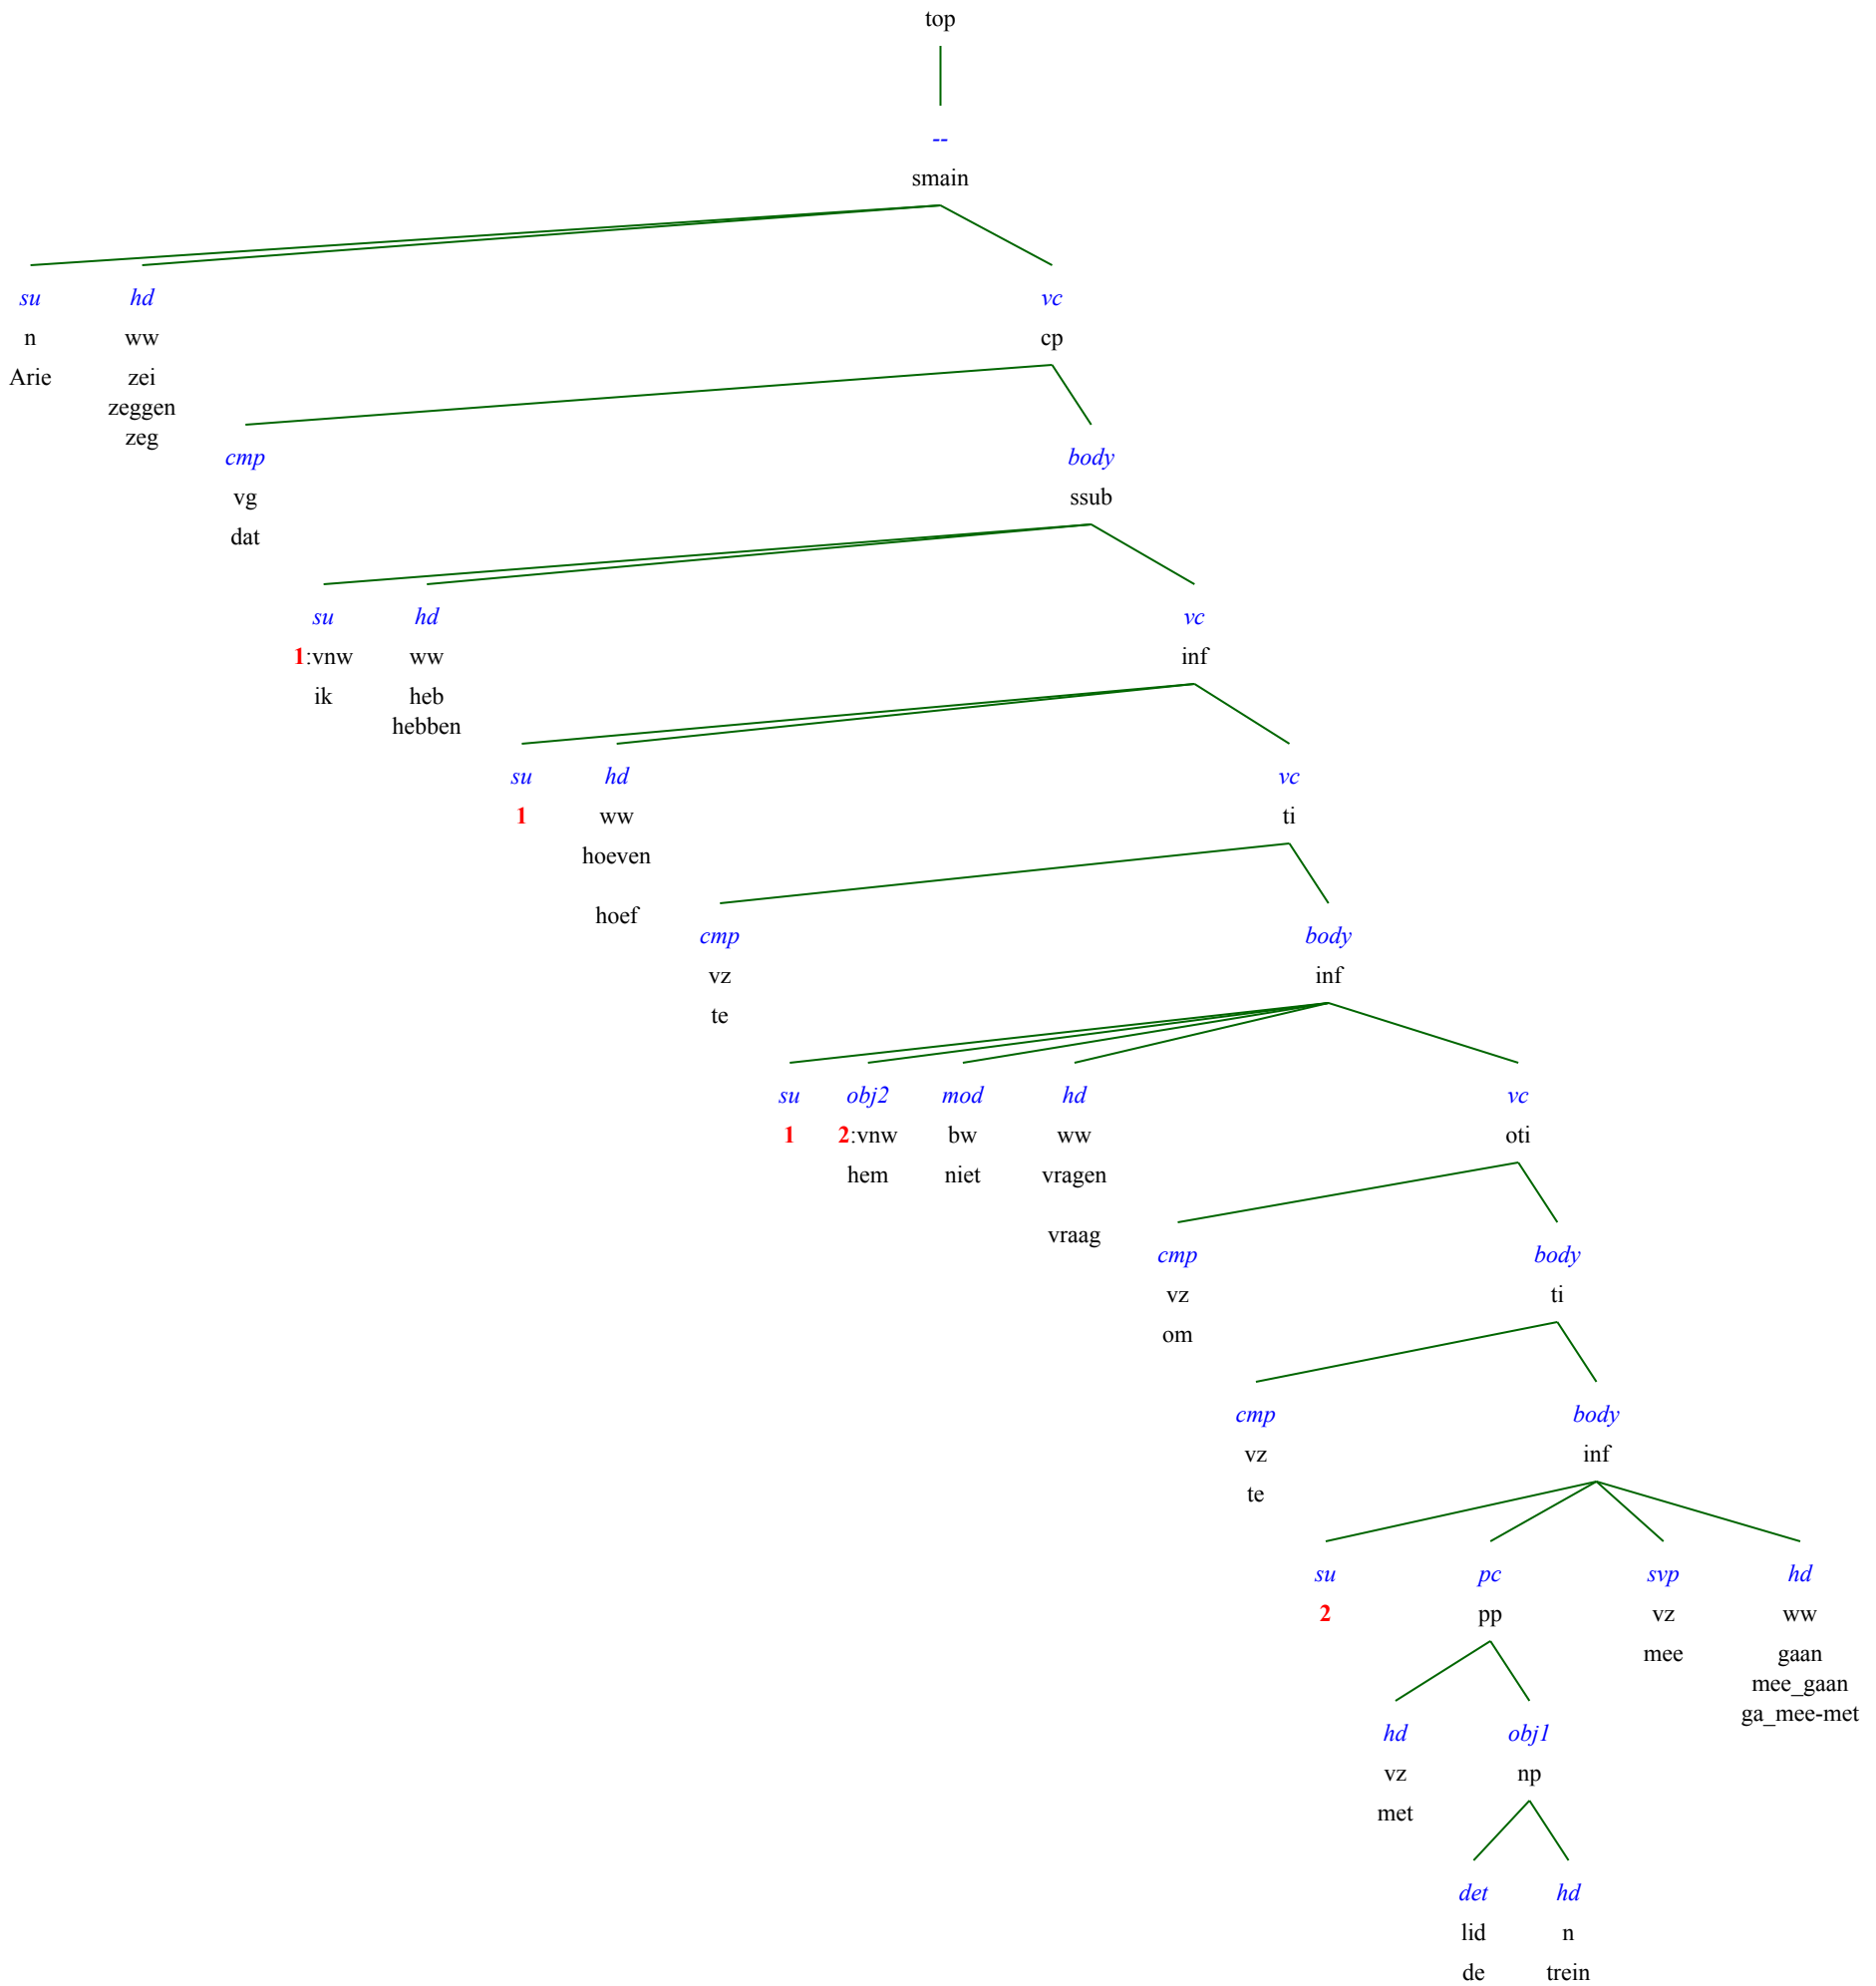 top
--
smain
su hd vc
n ww cp
Arie zei
zeggen
zeg
cmp body
vg ssub
dat
su hd vc
1:vnw ww inf
ik heb
hebben
su hd vc
1 ww ti
hoeven
hoef
cmp body
vz inf
te
su obj2 mod hd vc
1 2:vnw bw ww oti
hem niet vragen
vraag
cmp body
vz ti
om
cmp body
vz inf
te
su pc svp hd
2 pp vz ww
mee gaan
mee_gaan
ga_mee-met
hd obj1
vz np
met
det hd
lid n
de trein